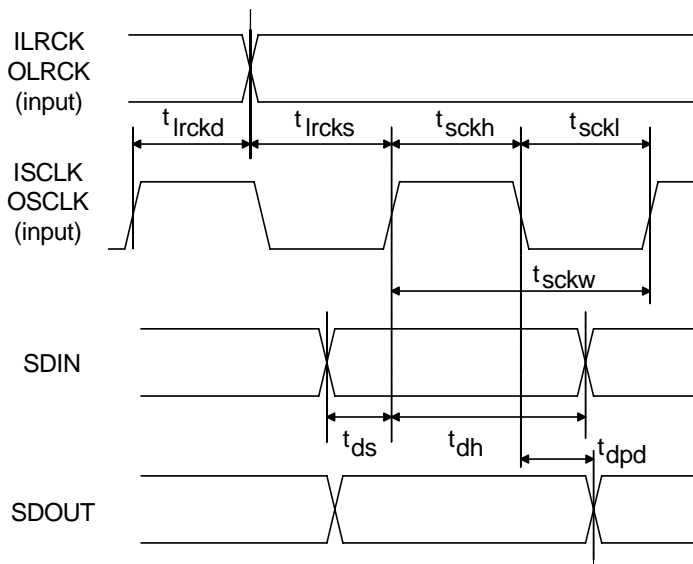 ILRCK
OLRCK
(input)
tlrckd
tlrcks
tsckh
tsckl
ISCLK
OSCLK
(input)
tsckw
SDIN
tds
tdh
tdpd
SDOUT